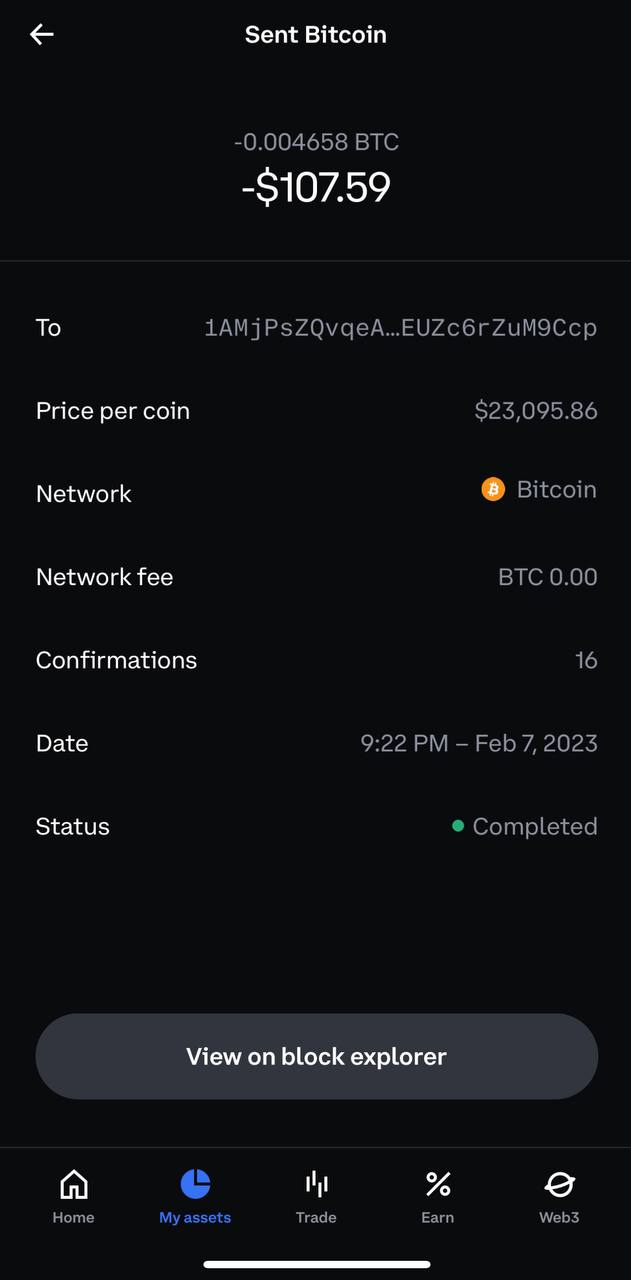 Sent Bitcoin
-0.004658 BTC
-$107.59
To 1AMjPsZQvqeA…EUZc6rZuM9Ccp
Price per coin $23,095.86
Network Bitcoin
Network fee BTC 0.00
Confirmations 16
Date 9:22 PM – Feb 7, 2023
Status Completed
View on block explorer
Home My assets Trade Earn Web3